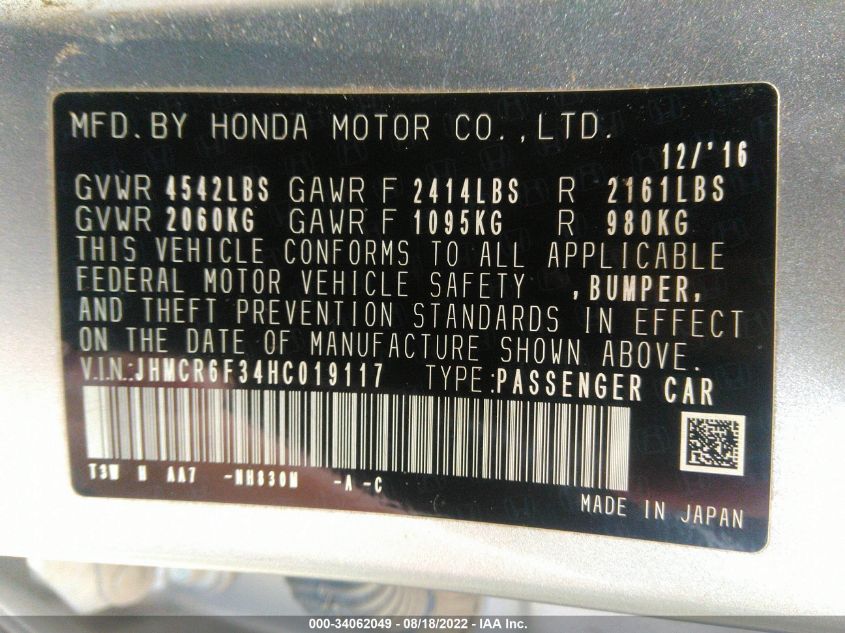 MFD. BY HONDA MOTOR CO., LTD.
12/'16
GVWR 4542LBS GAWR F 2414LBS R 2161LBS
GVWR 2060KG GAWR F 1095KG R 980KG
THIS VEHICLE CONFORMS TO ALL APPLICABLE
FEDERAL MOTOR VEHICLE SAFETY , BUMPER,
AND THEFT PREVENTION STANDARDS IN EFFECT
ON THE DATE OF MANUFACTURE SHOWN ABOVE.
V.I.N.: JHMCR6F34HC019117 TYPE: PASSENGER CAR
T3W N AA7 -NH830M -A -C
MADE IN JAPAN
000-34062049 - 08/18/2022 - IAA Inc.